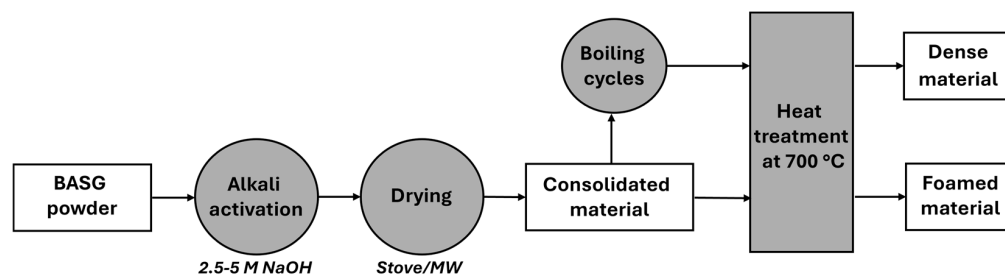 BASG
powder
Alkali
activation
2.5-5 M NaOH
Drying
Stove/MW
Consolidated
material
Boiling
cycles
Heat
treatment
at 700 °C
Dense
material
Foamed
material